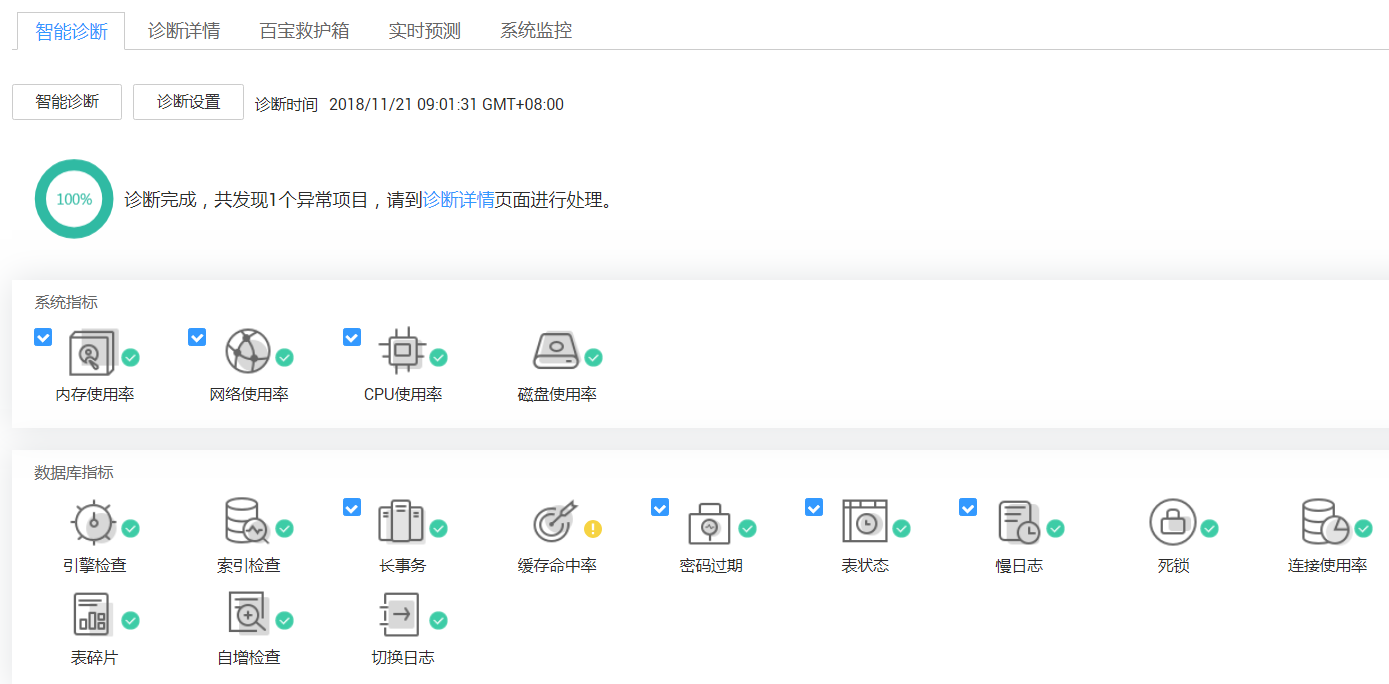 智能诊断 诊断详情 百宝救护箱 实时预测 系统监控
智能诊断 诊断设置 诊断时间 2018/11/21 09:01:31 GMT+08:00
100% 诊断完成，共发现1个异常项目，请到诊断详情页面进行处理。
系统指标
内存使用率 网络使用率 CPU使用率 磁盘使用率
数据库指标
引擎检查 索引检查 长事务 缓存命中率 密码过期 表状态 慢日志 死锁 连接使用率
表碎片 自增检查 切换日志